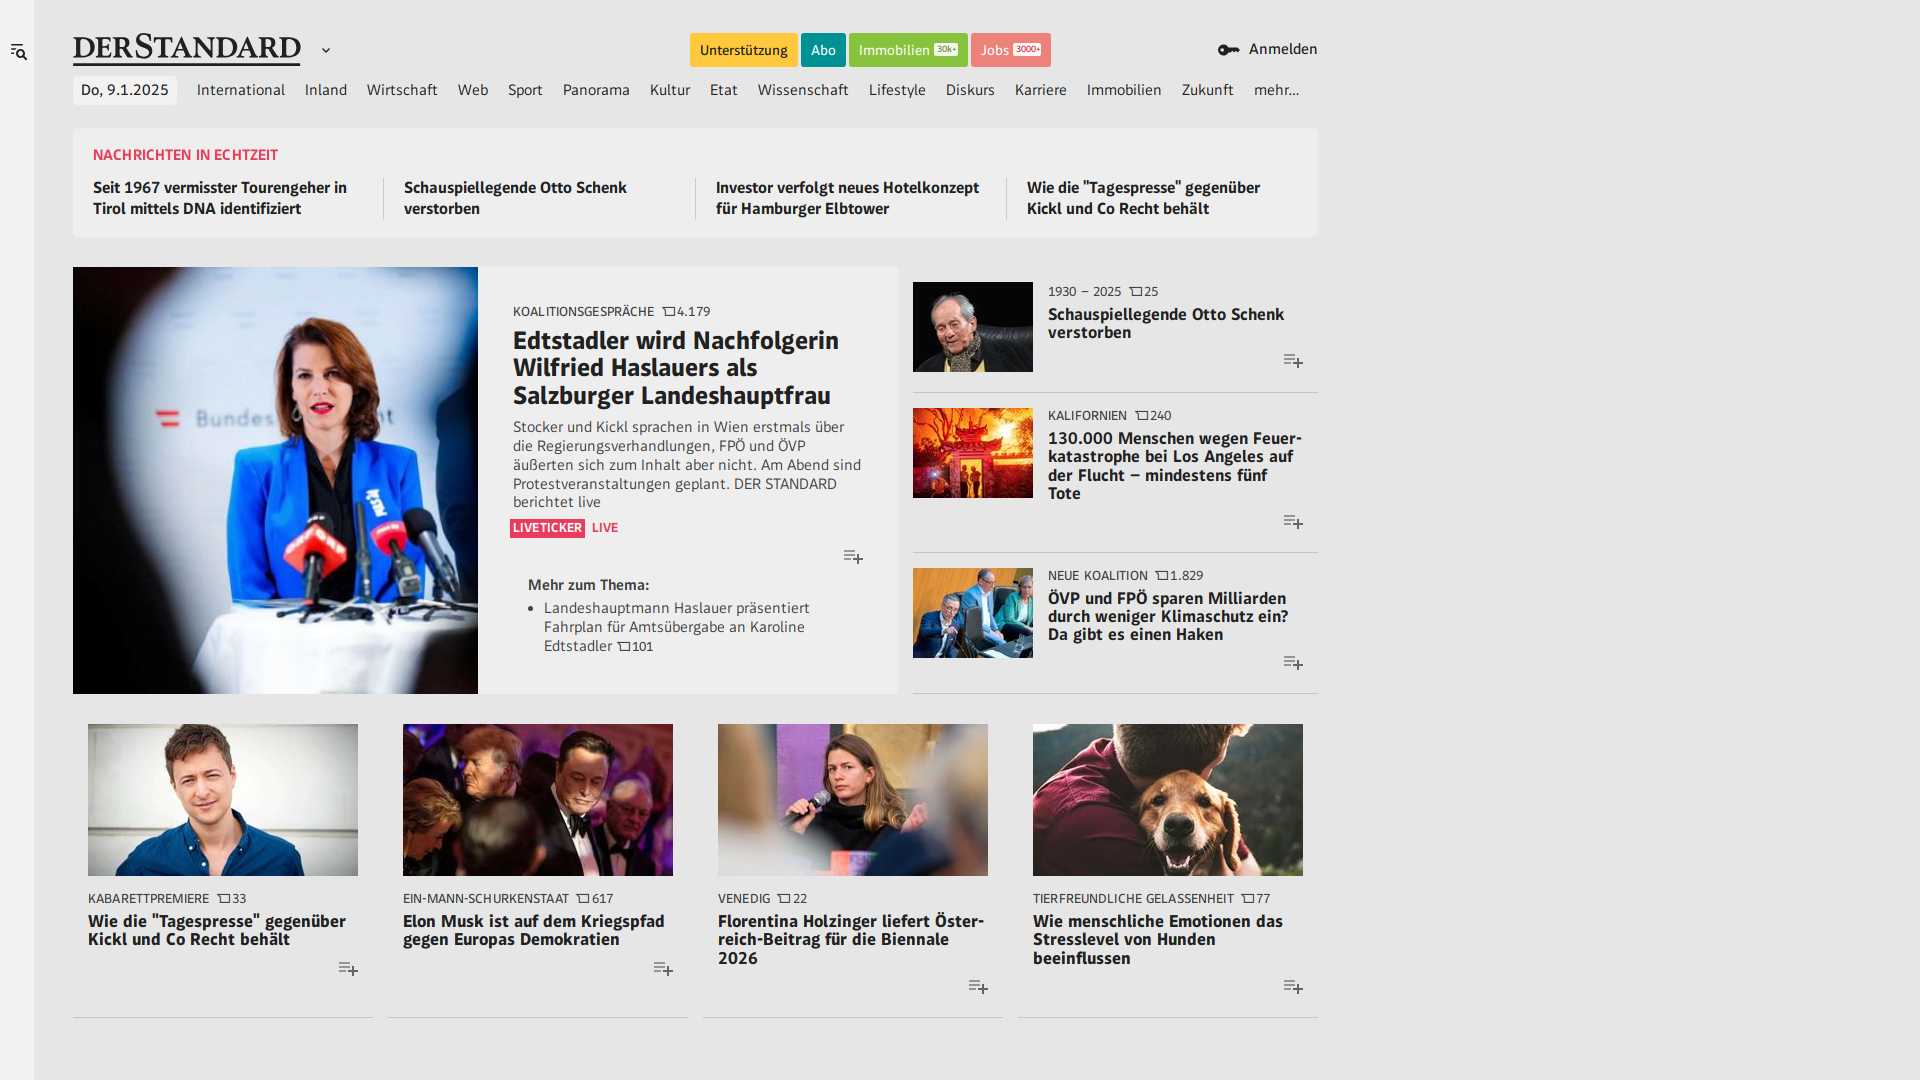 DERSTANDARD
Unterstützung
Abo
Immobilien 30k+
Jobs 3000+
Anmelden
Do, 9.1.2025
International
Inland
Wirtschaft
Web
Sport
Panorama
Kultur
Etat
Wissenschaft
Lifestyle
Diskurs
Karriere
Immobilien
Zukunft
mehr...
NACHRICHTEN IN ECHTZEIT
Seit 1967 vermisster Tourengeher in
Tirol mittels DNA identifiziert
Schauspiellegende Otto Schenk
verstorben
Investor verfolgt neues Hotelkonzept
für Hamburger Elbtower
Wie die "Tagespresse" gegenüber
Kickl und Co Recht behält
KOALITIONSGESPRÄCHE 4.179
Edtstadler wird Nachfolgerin
Wilfried Haslauers als
Salzburger Landeshauptfrau
Stocker und Kickl sprachen in Wien erstmals über
die Regierungsverhandlungen, FPÖ und ÖVP
äußerten sich zum Inhalt aber nicht. Am Abend sind
Protestveranstaltungen geplant. DER STANDARD
berichtet live
LIVETICKER LIVE
Mehr zum Thema:
• Landeshauptmann Haslauer präsentiert
Fahrplan für Amtsübergabe an Karoline
Edtstadler 101
1930 – 2025 25
Schauspiellegende Otto Schenk
verstorben
KALIFORNIEN 240
130.000 Menschen wegen Feuer-
katastrophe bei Los Angeles auf
der Flucht – mindestens fünf
Tote
NEUE KOALITION 1.829
ÖVP und FPÖ sparen Milliarden
durch weniger Klimaschutz ein?
Da gibt es einen Haken
KABARETTPREMIERE 33
Wie die "Tagespresse" gegenüber
Kickl und Co Recht behält
EIN-MANN-SCHURKENSTAAT 617
Elon Musk ist auf dem Kriegspfad
gegen Europas Demokratien
VENEDIG 22
Florentina Holzinger liefert Öster-
reich-Beitrag für die Biennale
2026
TIERFREUNDLICHE GELASSENHEIT 77
Wie menschliche Emotionen das
Stresslevel von Hunden
beeinflussen